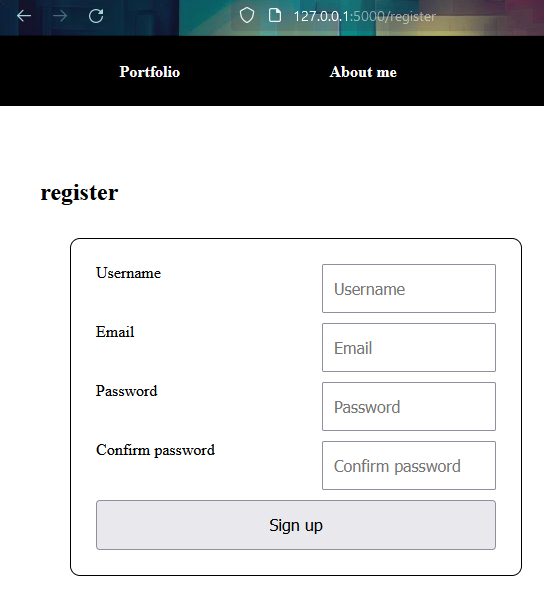 127.0.0.1:5000/register
Portfolio About me
register
Username Username
Email Email
Password Password
Confirm password Confirm password
Sign up